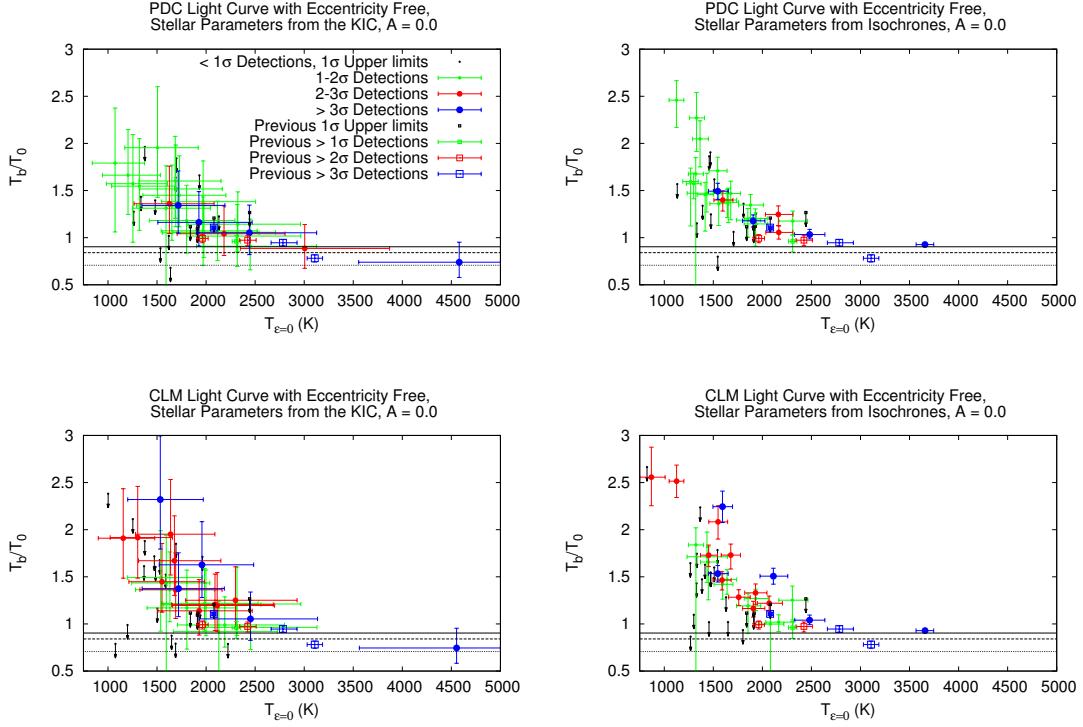 PDC Light Curve with Eccentricity Free,
Stellar Parameters from the KIC, A = 0.0
3
2.5
2
1.5
1
0.5
T_b/T_0
< 1σ Detections, 1σ Upper limits
1-2σ Detections
2-3σ Detections
> 3σ Detections
Previous 1σ Upper limits
Previous > 1σ Detections
Previous > 2σ Detections
Previous > 3σ Detections
1000 1500 2000 2500 3000 3500 4000 4500 5000
T_ε=0 (K)
PDC Light Curve with Eccentricity Free,
Stellar Parameters from Isochrones, A = 0.0
3
2.5
2
1.5
1
0.5
T_b/T_0
1000 1500 2000 2500 3000 3500 4000 4500 5000
T_ε=0 (K)
CLM Light Curve with Eccentricity Free,
Stellar Parameters from the KIC, A = 0.0
3
2.5
2
1.5
1
0.5
T_b/T_0
1000 1500 2000 2500 3000 3500 4000 4500 5000
T_ε=0 (K)
CLM Light Curve with Eccentricity Free,
Stellar Parameters from Isochrones, A = 0.0
3
2.5
2
1.5
1
0.5
T_b/T_0
1000 1500 2000 2500 3000 3500 4000 4500 5000
T_ε=0 (K)